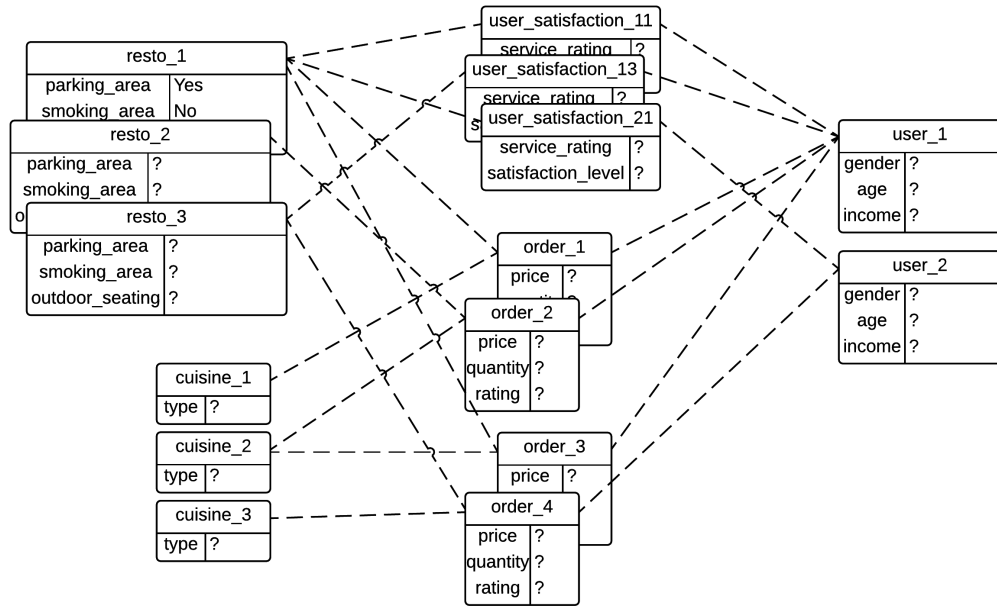 resto_1
parking_area Yes
smoking_area No
resto_2
parking_area ?
smoking_area ?
o
resto_3
parking_area ?
smoking_area ?
outdoor_seating ?
cuisine_1
type ?
cuisine_2
type ?
cuisine_3
type ?
user_satisfaction_11
service_rating ?
user_satisfaction_13
service_rating ?
s
user_satisfaction_21
service_rating ?
satisfaction_level ?
order_1
price ?
order_2
price ?
quantity ?
rating ?
order_3
price ?
order_4
price ?
quantity ?
rating ?
user_1
gender ?
age ?
income ?
user_2
gender ?
age ?
income ?